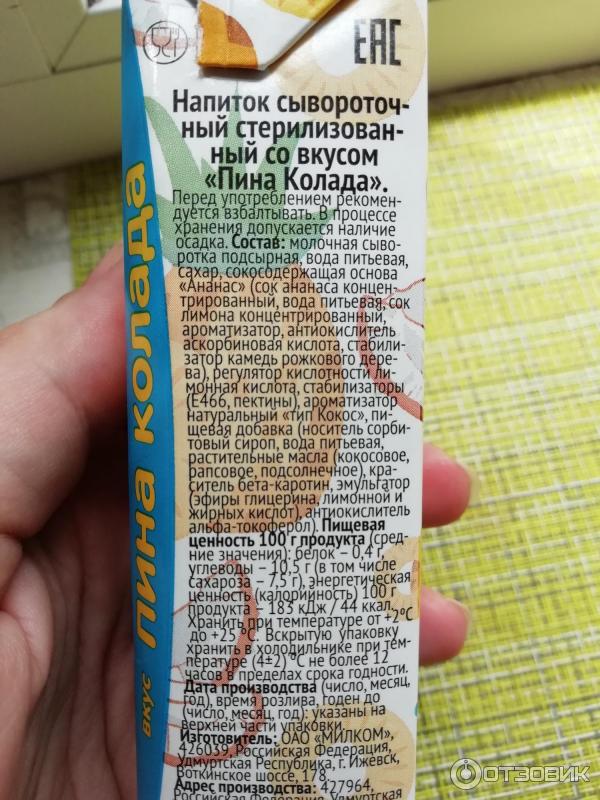 EAC
Напиток сывороточ-
ный стерилизован-
ный со вкусом
«Пина Колада».
Перед употреблением рекомен-
дуется взбалтывать. В процессе
хранения допускается наличие
осадка. Состав: молочная сыво-
ротка подсырная, вода питьевая,
сахар, сокосодержащая основа
«Ананас» (сок ананаса концен-
трированный, вода питьевая, сок
лимона концентрированный,
ароматизатор, антиокислитель
аскорбиновая кислота, стабили-
затор камедь рожкового дере-
ва), регулятор кислотности ли-
монная кислота, стабилизаторы
(Е466, пектины), ароматизатор
натуральный «тип Кокос», пи-
щевая добавка (носитель сорби-
товый сироп, вода питьевая,
растительные масла (кокосовое,
рапсовое, подсолнечное), кра-
ситель бета-каротин, эмульгатор
(эфиры глицерина, лимонной и
жирных кислот), антиокислитель
альфа-токоферол). Пищевая
ценность 100 г продукта (сред-
ние значения): белок – 0,4 г,
углеводы – 10,5 г (в том числе
сахароза – 7,5 г), энергетическая
ценность (калорийность) 100 г
продукта – 183 кДж / 44 ккал.
Хранить при температуре от +2°С
до +25 °С. Вскрытую упаковку
хранить в холодильнике при тем-
пературе (4±2) °С не более 12
часов в пределах срока годности.
Дата производства (число, месяц,
год), время розлива, годен до
(число, месяц, год): указаны на
верхней части упаковки.
Изготовитель: ОАО «МИЛКОМ»,
426039, Российская Федерация,
Удмуртская Республика, г. Ижевск,
Воткинское шоссе, 178.
Адрес производства: 427964,
Российская Федерация, Удмуртская
вкус ПИНА КОЛАДА
ОТЗОВИК